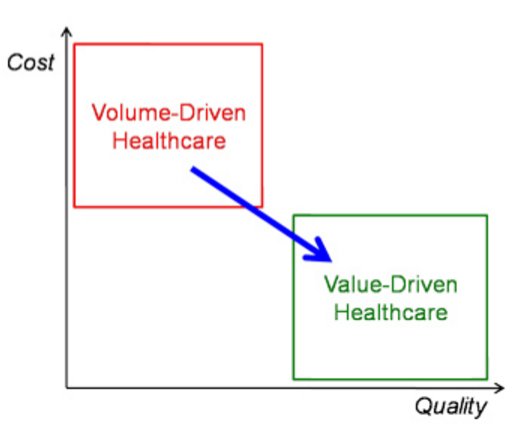 Cost
Volume-Driven
Healthcare
Value-Driven
Healthcare
Quality